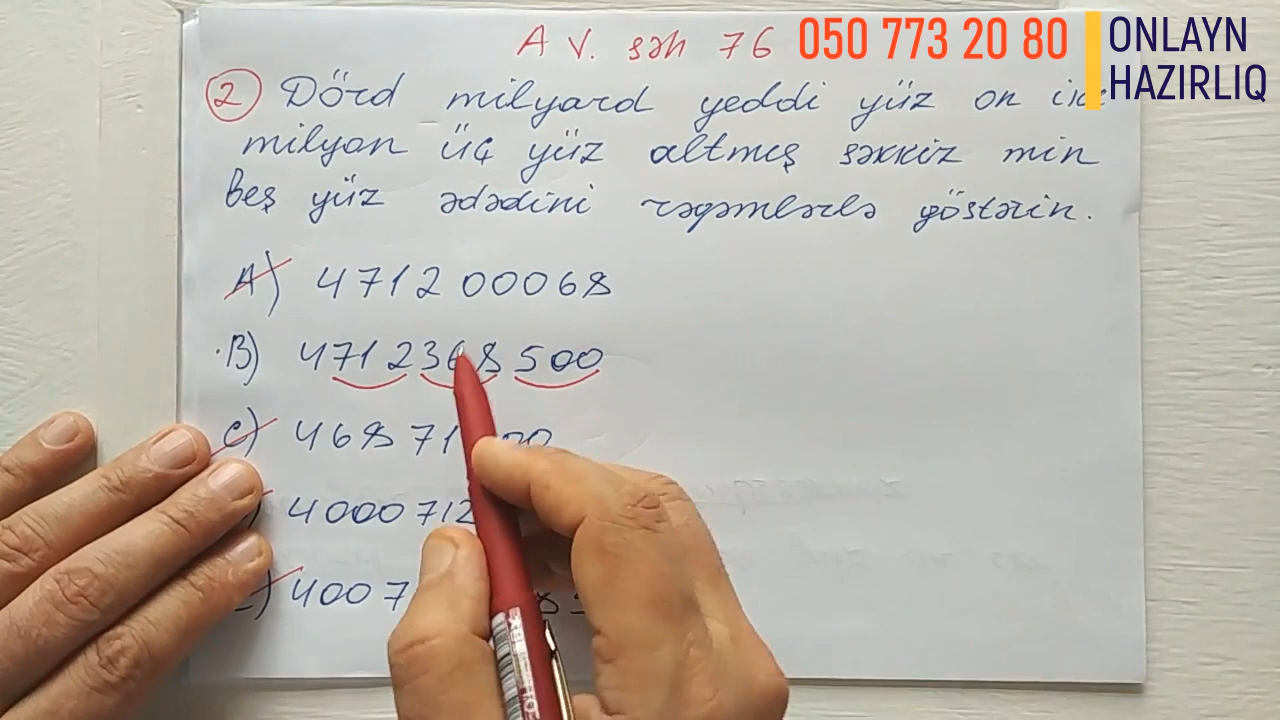 A V. səh 76
050 773 20 80
ONLAYN
HAZIRLIQ
2 Dörd milyard yeddi yüz on
milyon üç yüz altmış səkkiz min
beş yüz ədədini rəqəmlərlə göstərin.
A) 471200068
B) 4712368500
C) 46871
4000712
4007